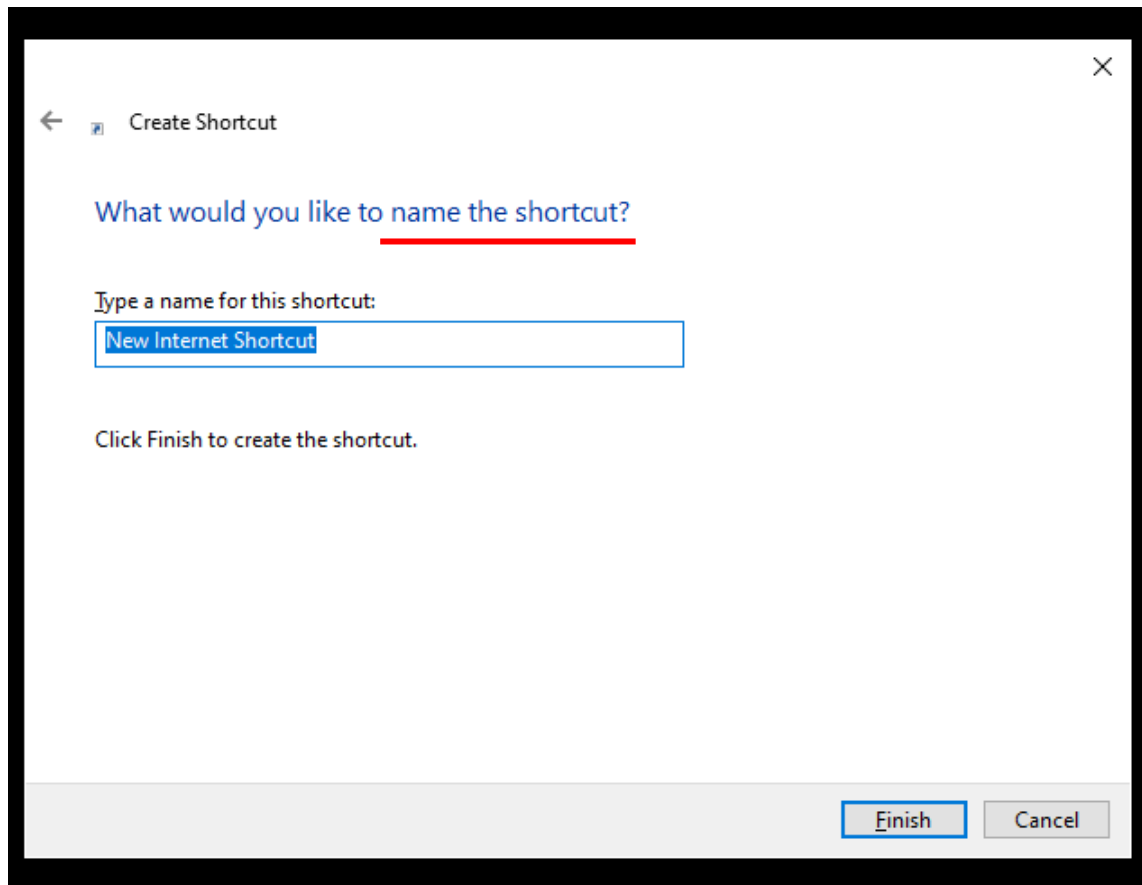 Create Shortcut
What would you like to name the shortcut?
Type a name for this shortcut:
New Internet Shortcut
Click Finish to create the shortcut.
Finish Cancel